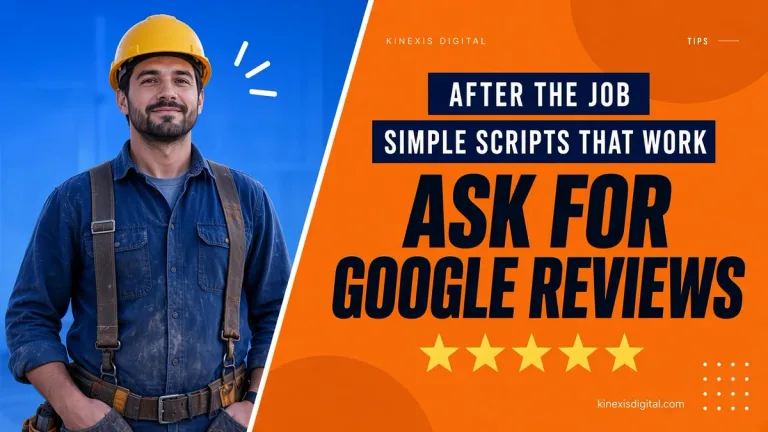 KINEXIS DIGITAL
TIPS
AFTER THE JOB
SIMPLE SCRIPTS THAT WORK
ASK FOR
GOOGLE REVIEWS
kinexisdigital.com